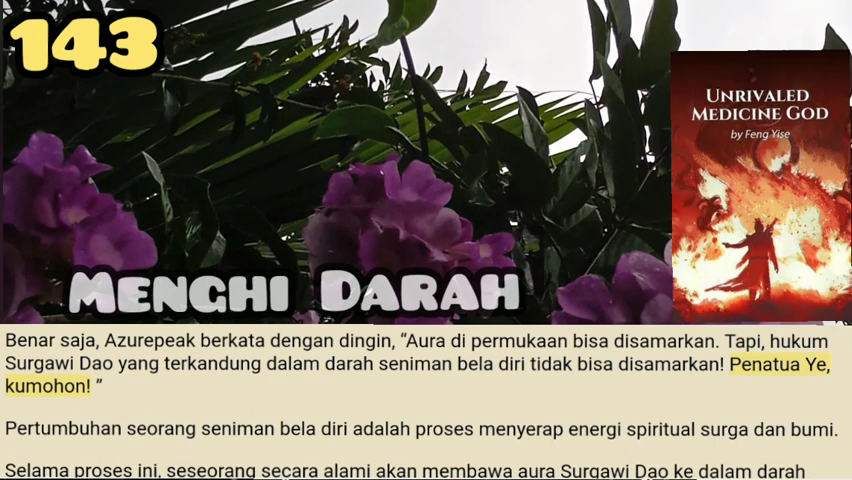 143
UNRIVALED
MEDICINE GOD
by Feng Yise
MENGHI DARAH
Benar saja, Azurepeak berkata dengan dingin, “Aura di permukaan bisa disamarkan. Tapi, hukum
Surgawi Dao yang terkandung dalam darah seniman bela diri tidak bisa disamarkan! Penatua Ye,
kumohon! ”
Pertumbuhan seorang seniman bela diri adalah proses menyerap energi spiritual surga dan bumi.
Selama proses ini, seseorang secara alami akan membawa aura Surgawi Dao ke dalam darah